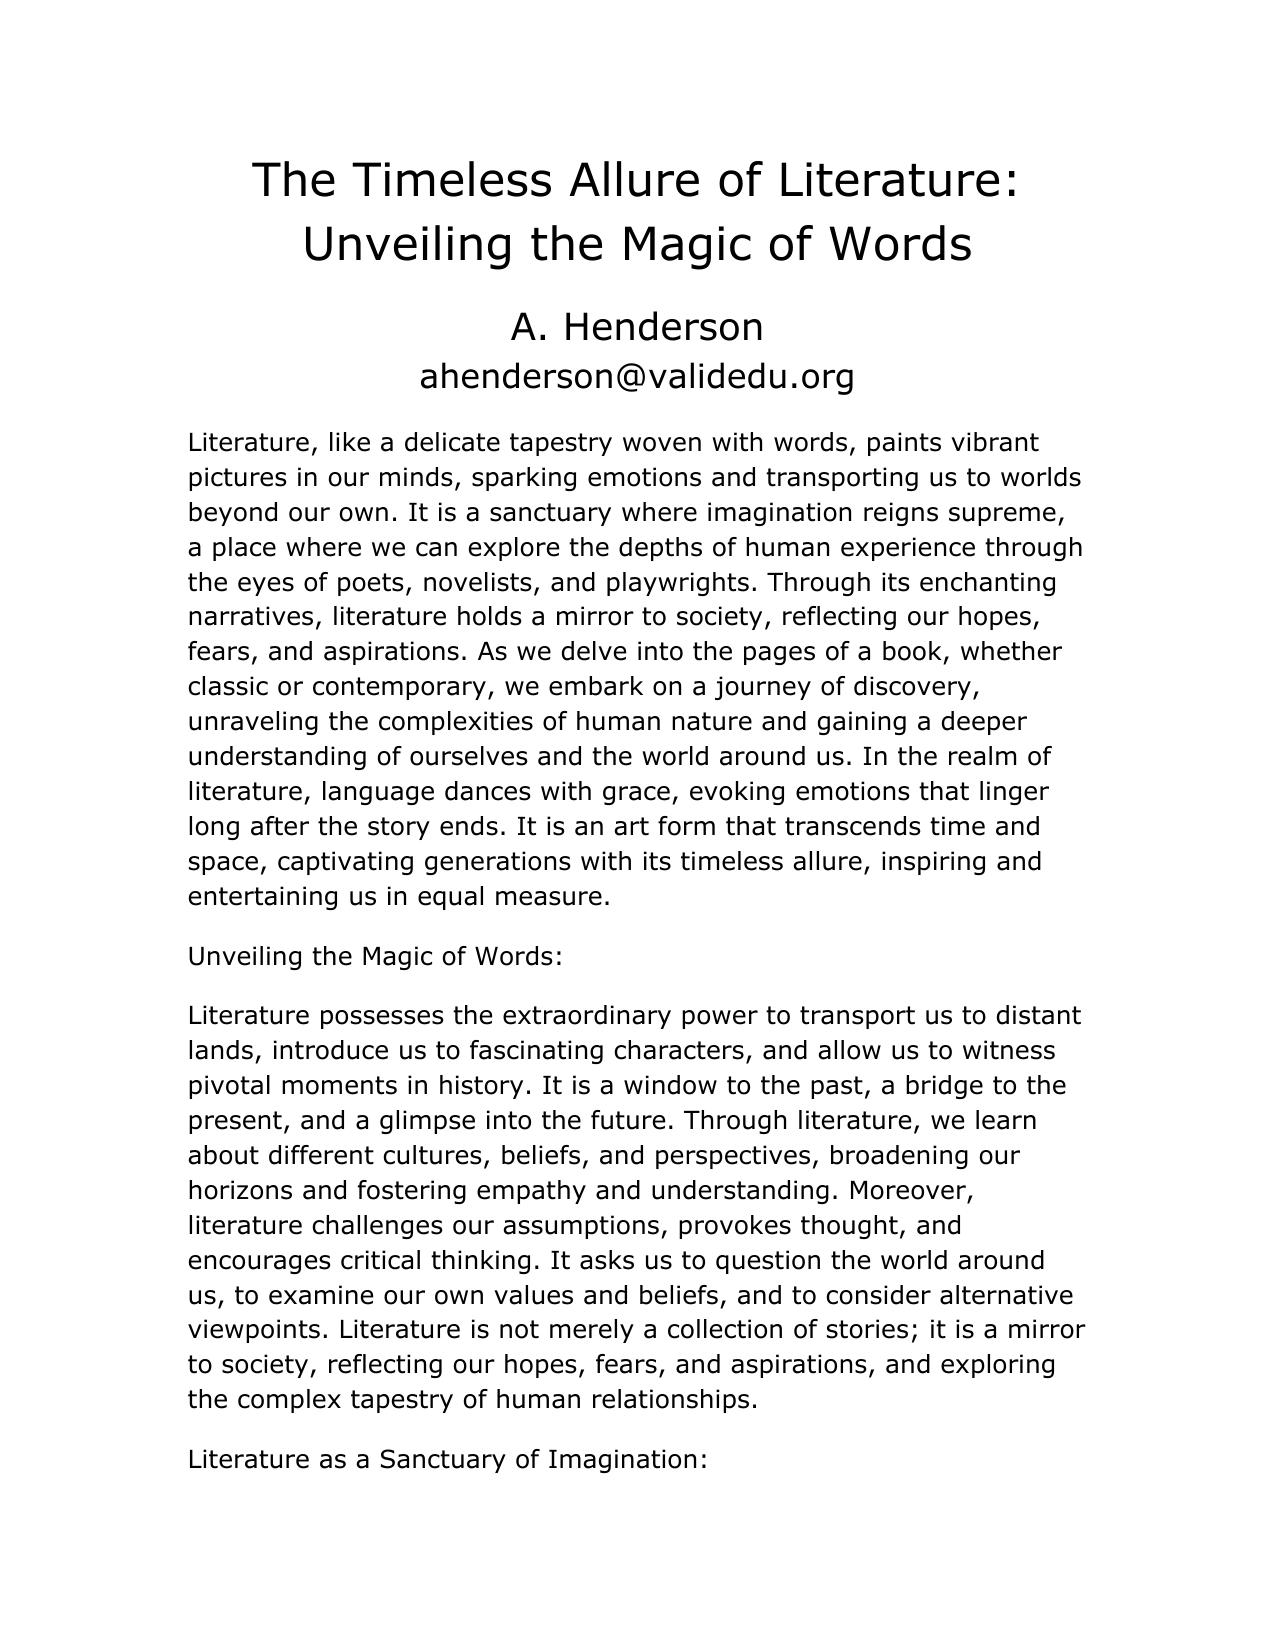 The Timeless Allure of Literature:
Unveiling the Magic of Words
A. Henderson
ahenderson@validedu.org
Literature, like a delicate tapestry woven with words, paints vibrant
pictures in our minds, sparking emotions and transporting us to worlds
beyond our own. It is a sanctuary where imagination reigns supreme,
a place where we can explore the depths of human experience through
the eyes of poets, novelists, and playwrights. Through its enchanting
narratives, literature holds a mirror to society, reflecting our hopes,
fears, and aspirations. As we delve into the pages of a book, whether
classic or contemporary, we embark on a journey of discovery,
unraveling the complexities of human nature and gaining a deeper
understanding of ourselves and the world around us. In the realm of
literature, language dances with grace, evoking emotions that linger
long after the story ends. It is an art form that transcends time and
space, captivating generations with its timeless allure, inspiring and
entertaining us in equal measure.
Unveiling the Magic of Words:
Literature possesses the extraordinary power to transport us to distant
lands, introduce us to fascinating characters, and allow us to witness
pivotal moments in history. It is a window to the past, a bridge to the
present, and a glimpse into the future. Through literature, we learn
about different cultures, beliefs, and perspectives, broadening our
horizons and fostering empathy and understanding. Moreover,
literature challenges our assumptions, provokes thought, and
encourages critical thinking. It asks us to question the world around
us, to examine our own values and beliefs, and to consider alternative
viewpoints. Literature is not merely a collection of stories; it is a mirror
to society, reflecting our hopes, fears, and aspirations, and exploring
the complex tapestry of human relationships.
Literature as a Sanctuary of Imagination: